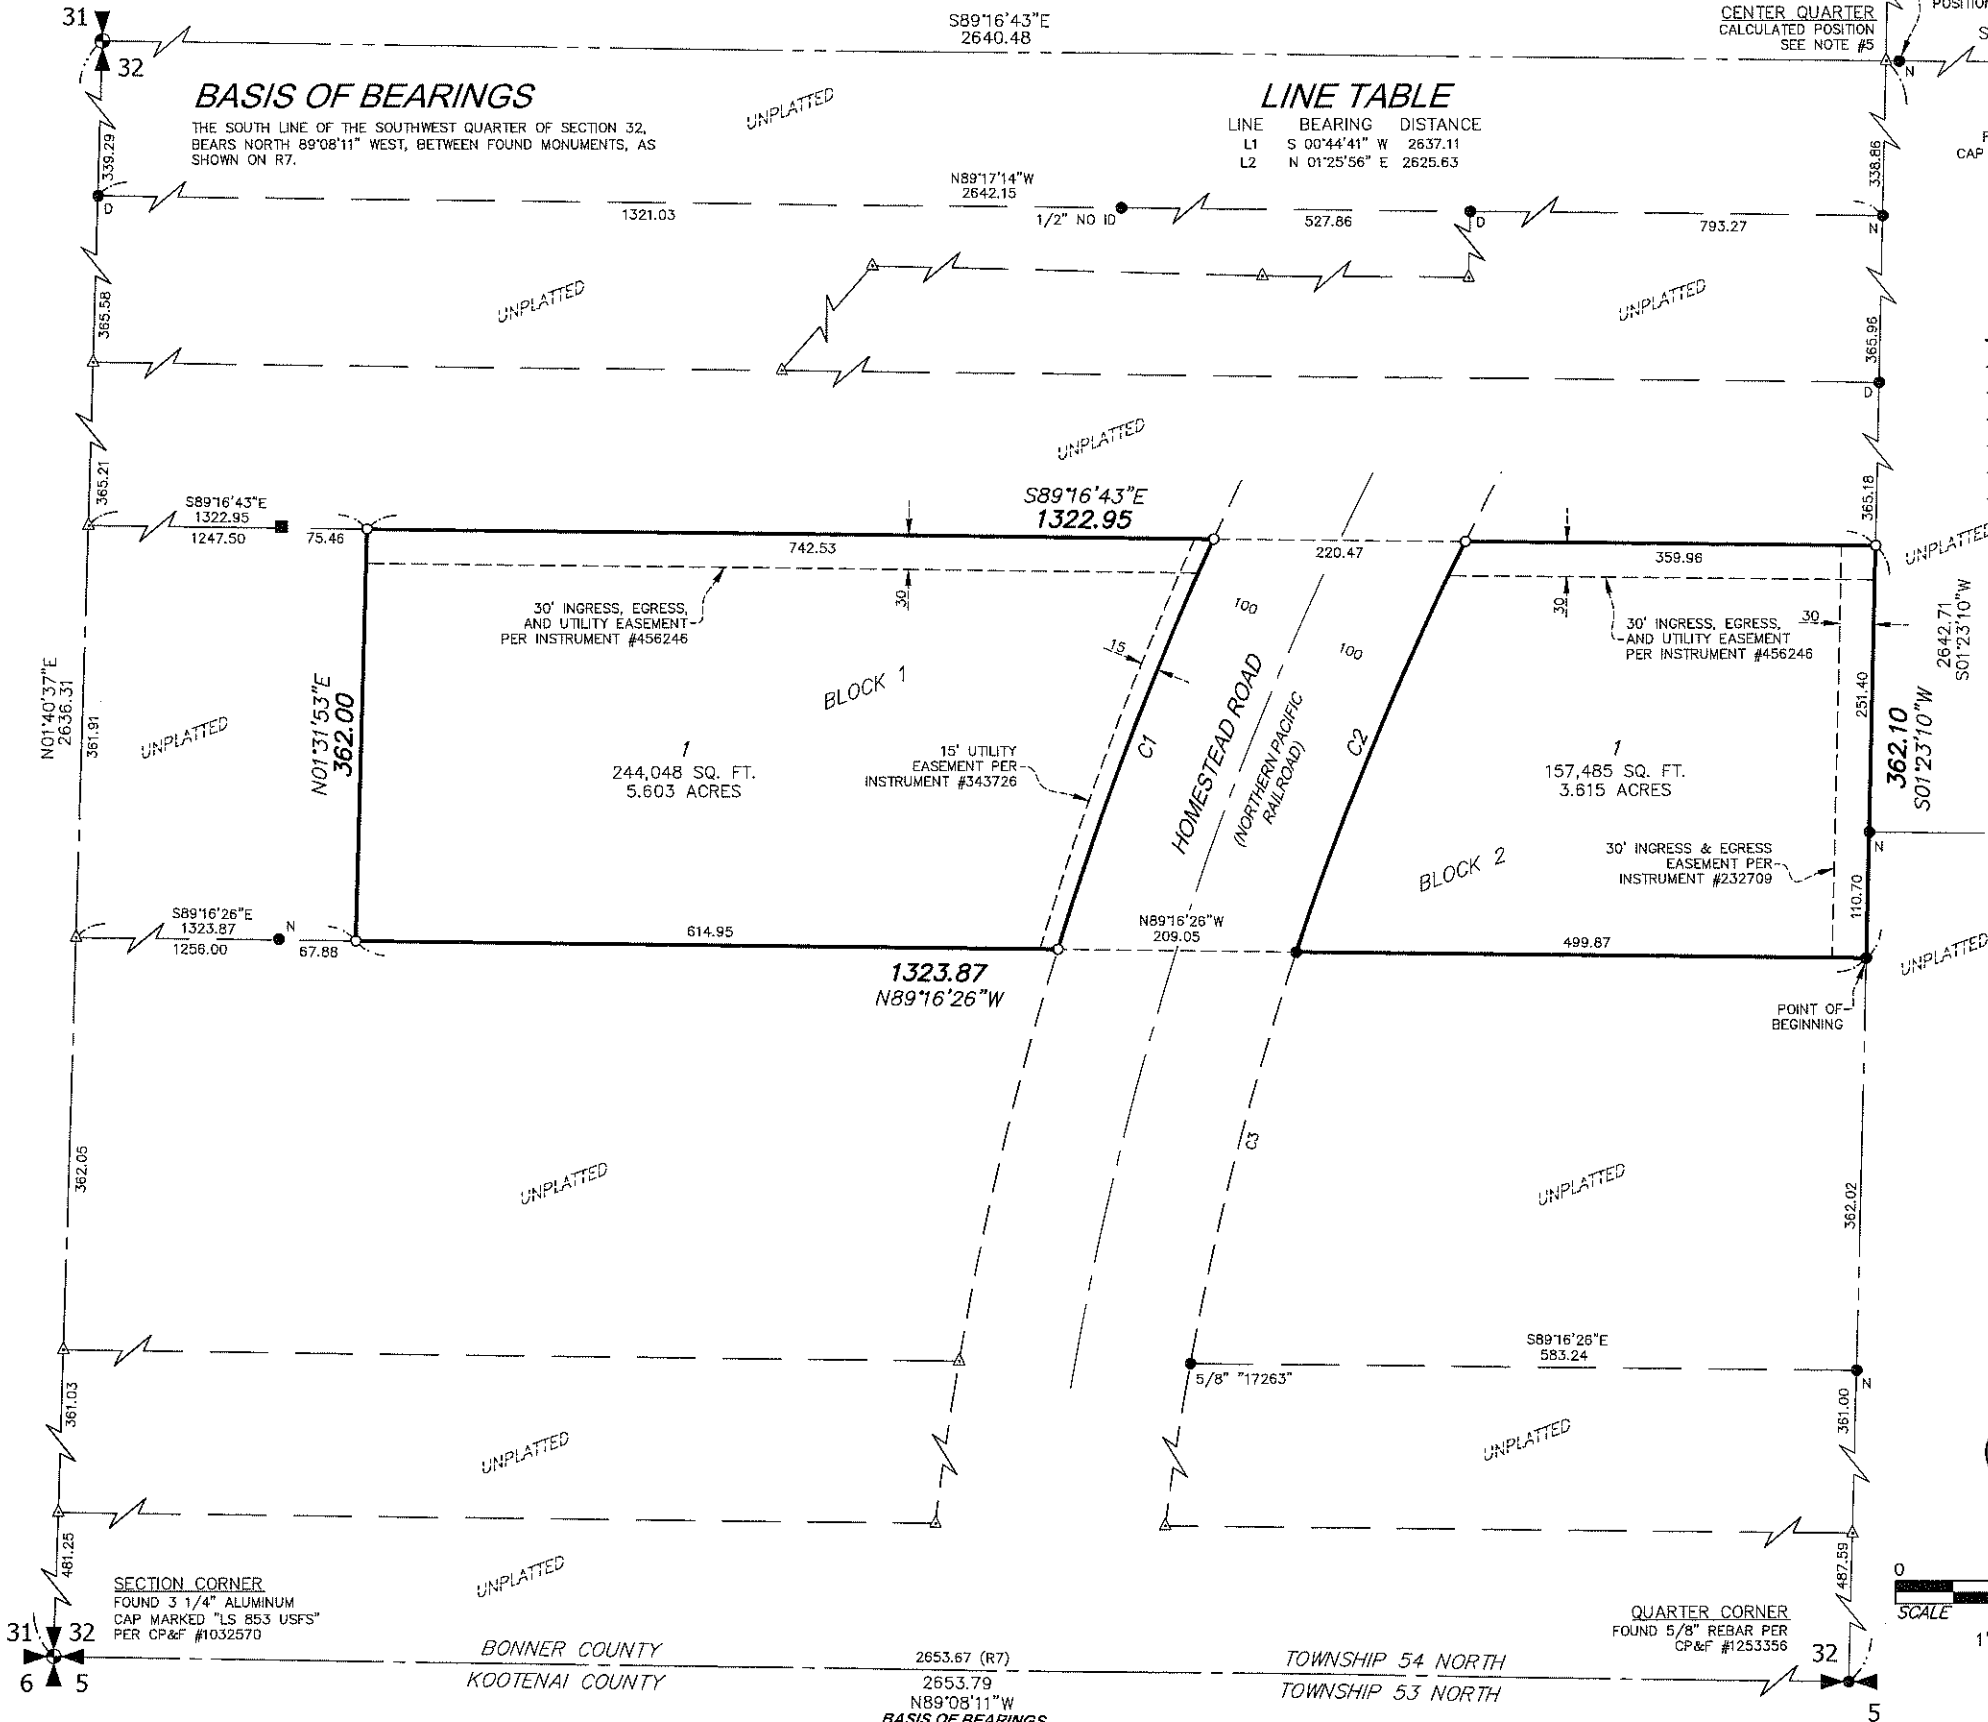 31
32
S89°16'43"E
2640.48
CENTER QUARTER
CALCULATED POSITION
SEE NOTE #5
N
BASIS OF BEARINGS
THE SOUTH LINE OF THE SOUTHWEST QUARTER OF SECTION 32,
BEARS NORTH 89°08'11" WEST, BETWEEN FOUND MONUMENTS, AS
SHOWN ON R7.
UNPLATTED
LINE TABLE
LINE BEARING DISTANCE
L1 S 00°44'41" W 2637.11
L2 N 01°25'56" E 2625.63
CAP
339.29
338.86
D
1321.03
N89°17'14"W
2642.15
1/2" NO ID
527.86
D
793.27
N
365.58
UNPLATTED
UNPLATTED
365.96
D
UNPLATTED
365.21
365.18
S89°16'43"E
1322.95
1247.50
75.46
S89°16'43"E
1322.95
742.53
220.47
359.96
UNPLATTED
30' INGRESS, EGRESS,
AND UTILITY EASEMENT
PER INSTRUMENT #456246
30
100
100
30
30' INGRESS, EGRESS,
AND UTILITY EASEMENT
PER INSTRUMENT #456246
30
2642.71
S01°23'10"W
N01°40'37"E
2636.31
361.91
UNPLATTED
N01°31'53"E
362.00
BLOCK 1
15
1
244,048 SQ. FT.
5.603 ACRES
15' UTILITY
EASEMENT PER
INSTRUMENT #343726
C1
HOMESTEAD ROAD
(NORTHERN PACIFIC
RAILROAD)
C2
1
157,485 SQ. FT.
3.615 ACRES
251.40
362.10
S01°23'10"W
BLOCK 2
30' INGRESS & EGRESS
EASEMENT PER
INSTRUMENT #232709
N
110.70
S89°16'26"E
1323.87
1256.00
N
67.88
614.95
N89°16'26"W
209.05
499.87
UNPLATTED
1323.87
N89°16'26"W
POINT OF
BEGINNING
362.05
UNPLATTED
C3
UNPLATTED
362.02
S89°16'26"E
583.24
5/8" "17263"
N
361.03
UNPLATTED
UNPLATTED
361.00
481.25
UNPLATTED
487.59
SECTION CORNER
FOUND 3 1/4" ALUMINUM
CAP MARKED "LS 853 USFS"
PER CP&F #1032570
QUARTER CORNER
FOUND 5/8" REBAR PER
CP&F #1253356
0
SCALE
31
32
6
5
BONNER COUNTY
KOOTENAI COUNTY
2653.67 (R7)
2653.79
N89°08'11"W
BASIS OF BEARINGS
TOWNSHIP 54 NORTH
TOWNSHIP 53 NORTH
32
5